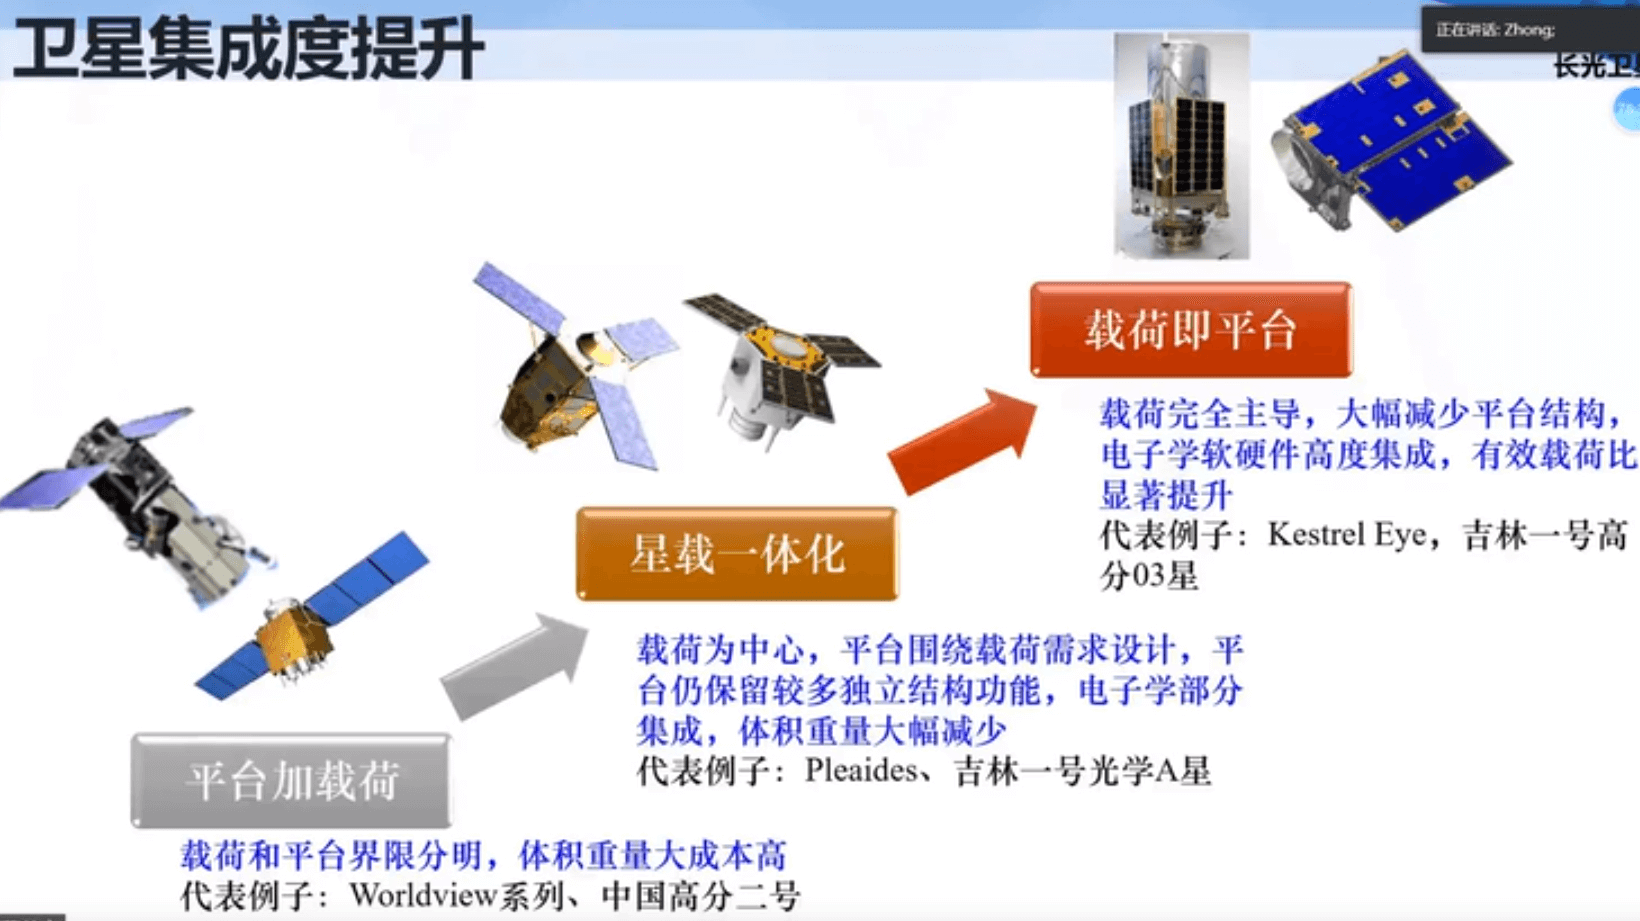 卫星集成度提升
正在讲话: Zhong;
长光卫星
载荷即平台
载荷完全主导，大幅减少平台结构，
电子学软硬件高度集成，有效载荷比
显著提升
代表例子：Kestrel Eye，吉林一号高
分03星
星载一体化
载荷为中心，平台围绕载荷需求设计，平
台仍保留较多独立结构功能，电子学部分
集成，体积重量大幅减少
代表例子：Pleaides、吉林一号光学A星
平台加载荷
载荷和平台界限分明，体积重量大成本高
代表例子：Worldview系列、中国高分二号